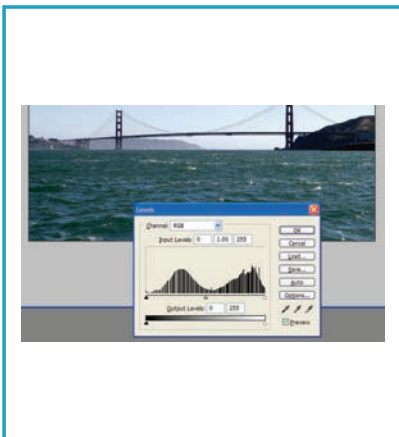 Levels
Channel: RGB
OK
Input Levels: 0 1.00 255
Cancel
Load...
Save...
Auto
Options...
Output Levels: 0 255
Preview